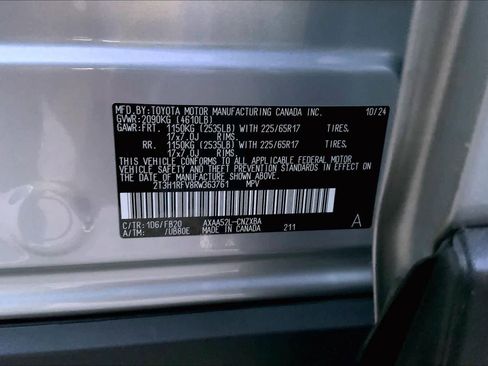 MFD.BY:TOYOTA MOTOR MANUFACTURING CANADA INC. 10/24
GVWR:2090KG (4610LB)
GAWR:FRT. 1150KG (2535LB) WITH 225/65R17 TIRES,
17x7.0J RIMS.
RR. 1150KG (2535LB) WITH 225/65R17 TIRES,
17x7.0J RIMS.
THIS VEHICLE CONFORMS TO ALL APPLICABLE FEDERAL MOTOR
VEHICLE SAFETY AND THEFT PREVENTION STANDARDS IN EFFECT ON
THE DATE OF MANUFACTURE SHOWN ABOVE.
2T3H1RFV8RW363761 MPV
C/TR:1D6/FB20 AXAA52L-CNZXBA A
A/TM: /UB80E MADE IN CANADA 211